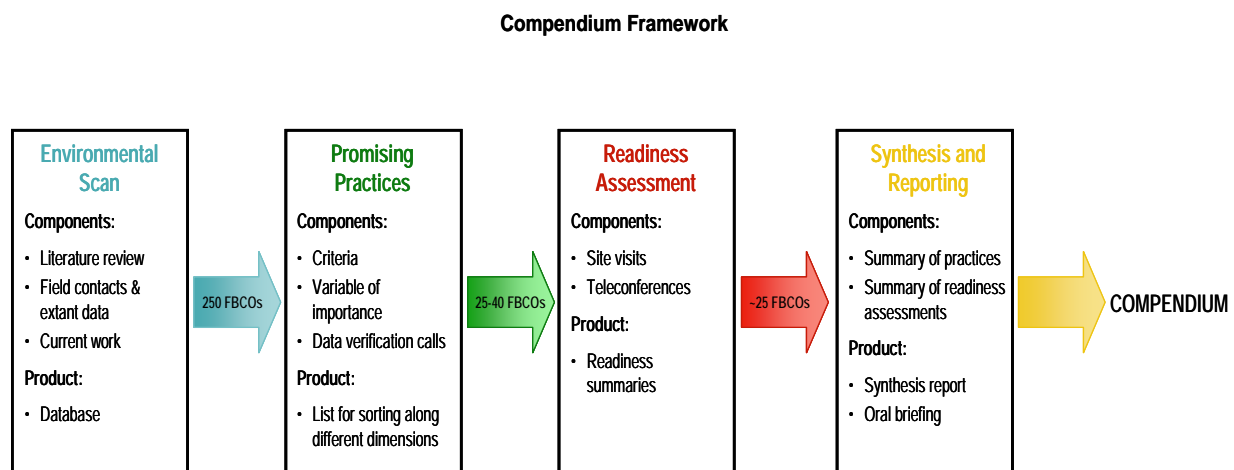 Compendium Framework
Environmental
Scan
Components:
• Literature review
• Field contacts &
extant data
• Current work
Product:
• Database
250 FBCOs
Promising
Practices
Components:
• Criteria
• Variable of
importance
• Data verification calls
Product:
• List for sorting along
different dimensions
25-40 FBCOs
Readiness
Assessment
Components:
• Site visits
• Teleconferences
Product:
• Readiness
summaries
~25 FBCOs
Synthesis and
Reporting
Components:
• Summary of practices
• Summary of readiness
assessments
Product:
• Synthesis report
• Oral briefing
COMPENDIUM